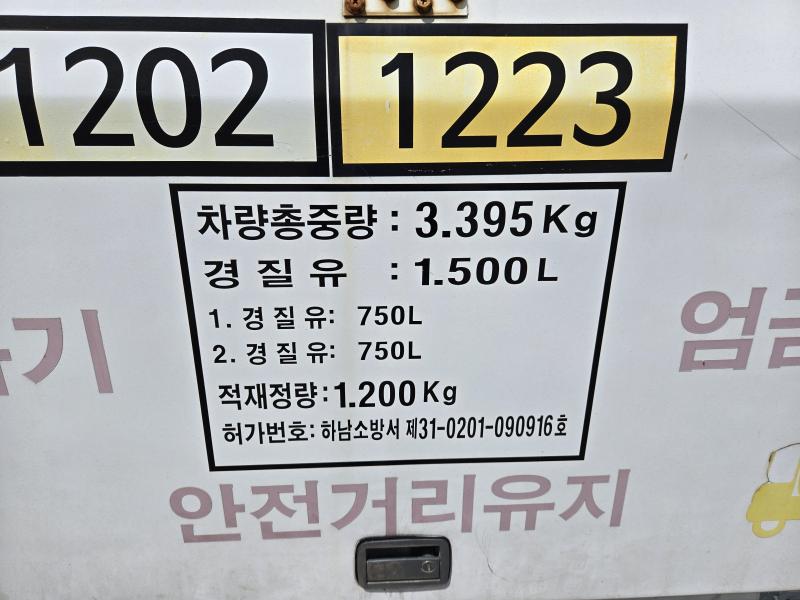 1202
1223
차량총중량 : 3.395 Kg
경 질 유 : 1.500 L
1. 경 질 유: 750L
2. 경 질 유: 750L
적재정량: 1.200 Kg
허가번호: 하남소방서 제31-0201-090916호
안전거리유지